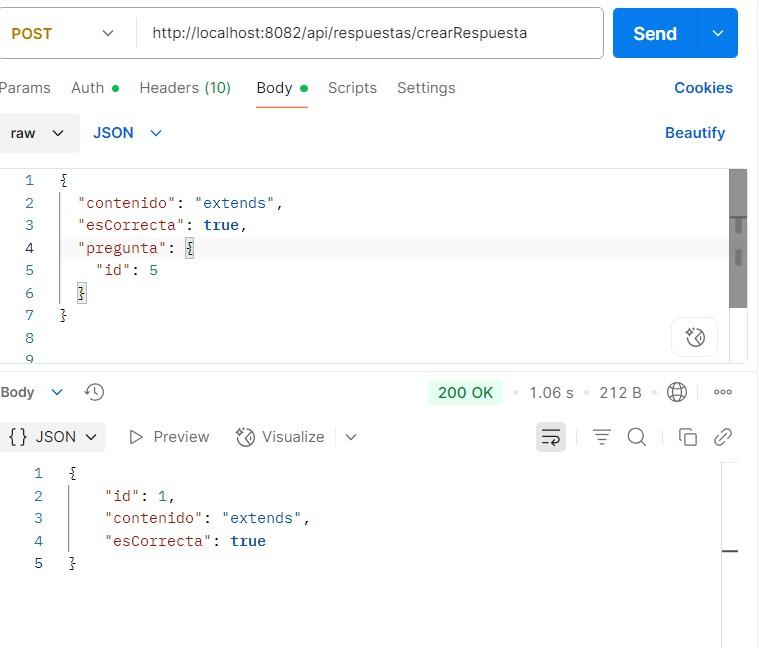 POST http://localhost:8082/api/respuestas/crearRespuesta Send
Params Auth Headers (10) Body Scripts Settings Cookies
raw JSON Beautify
1 {
2 "contenido": "extends",
3 "esCorrecta": true,
4 "pregunta": {
5 "id": 5
6 }
7 }
8
9
Body 200 OK 1.06 s 212 B
{} JSON Preview Visualize
1 {
2 "id": 1,
3 "contenido": "extends",
4 "esCorrecta": true
5 }